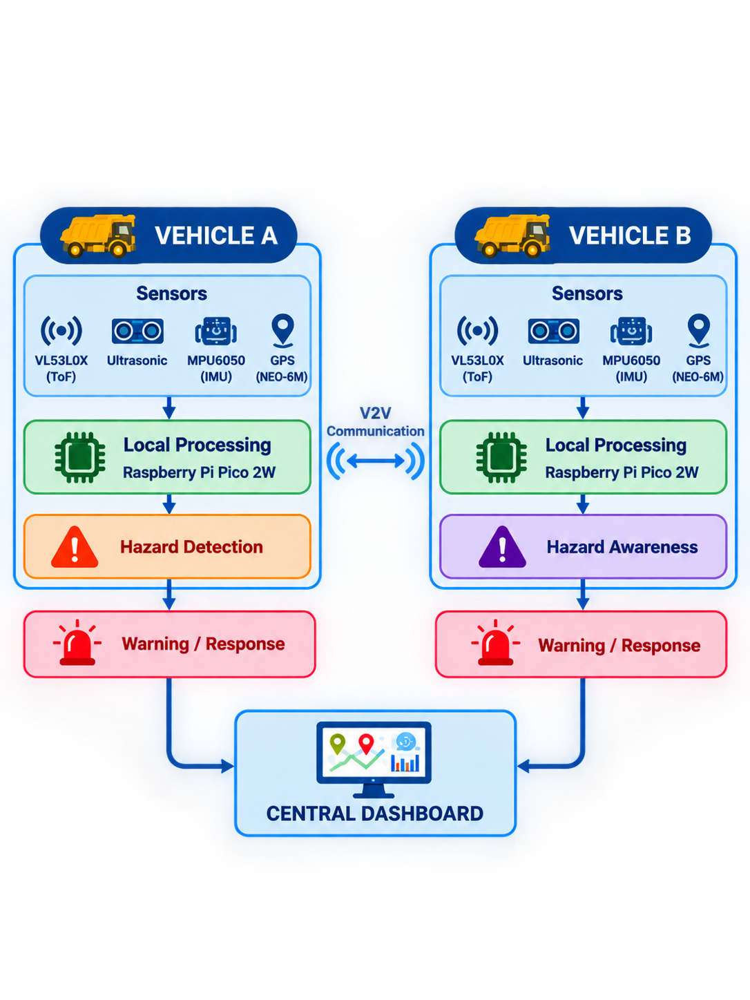 VEHICLE A
Sensors
VL53L0X
(ToF)
Ultrasonic
MPU6050
(IMU)
GPS
(NEO-6M)
Local Processing
Raspberry Pi Pico 2W
Hazard Detection
Warning / Response
V2V
Communication
VEHICLE B
Sensors
VL53L0X
(ToF)
Ultrasonic
MPU6050
(IMU)
GPS
(NEO-6M)
Local Processing
Raspberry Pi Pico 2W
Hazard Awareness
Warning / Response
CENTRAL DASHBOARD